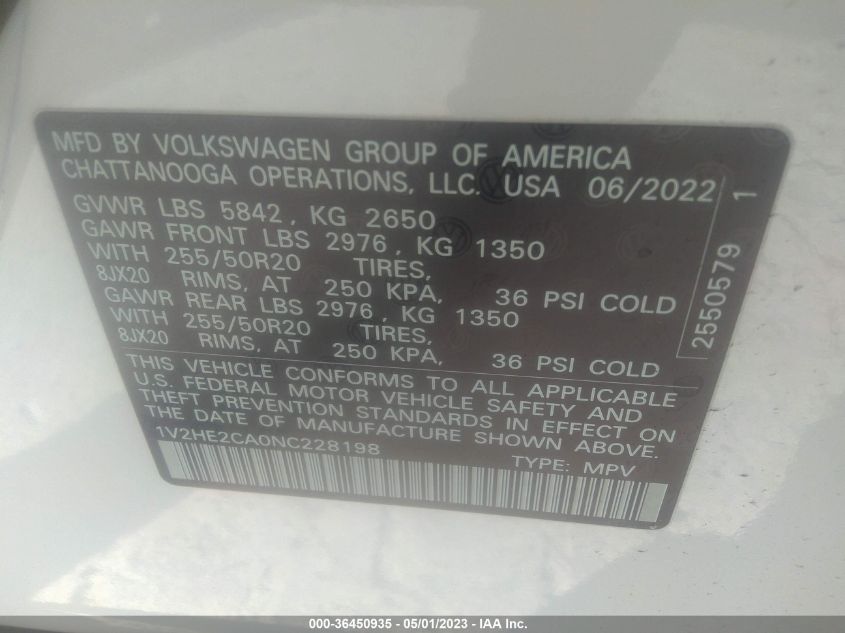 MFD BY VOLKSWAGEN GROUP OF AMERICA
CHATTANOOGA OPERATIONS, LLC. USA 06/2022
GVWR LBS 5842, KG 2650
GAWR FRONT LBS 2976, KG 1350
WITH 255/50R20 TIRES,
8JX20 RIMS, AT 250 KPA, 36 PSI COLD
GAWR REAR LBS 2976, KG 1350
WITH 255/50R20 TIRES,
8JX20 RIMS, AT 250 KPA, 36 PSI COLD
2550579 1
THIS VEHICLE CONFORMS TO ALL APPLICABLE
U.S. FEDERAL MOTOR VEHICLE SAFETY AND
THEFT PREVENTION STANDARDS IN EFFECT ON
THE DATE OF MANUFACTURE SHOWN ABOVE.
1V2HE2CA0NC228198 TYPE: MPV
000-36450935 - 05/01/2023 - IAA Inc.